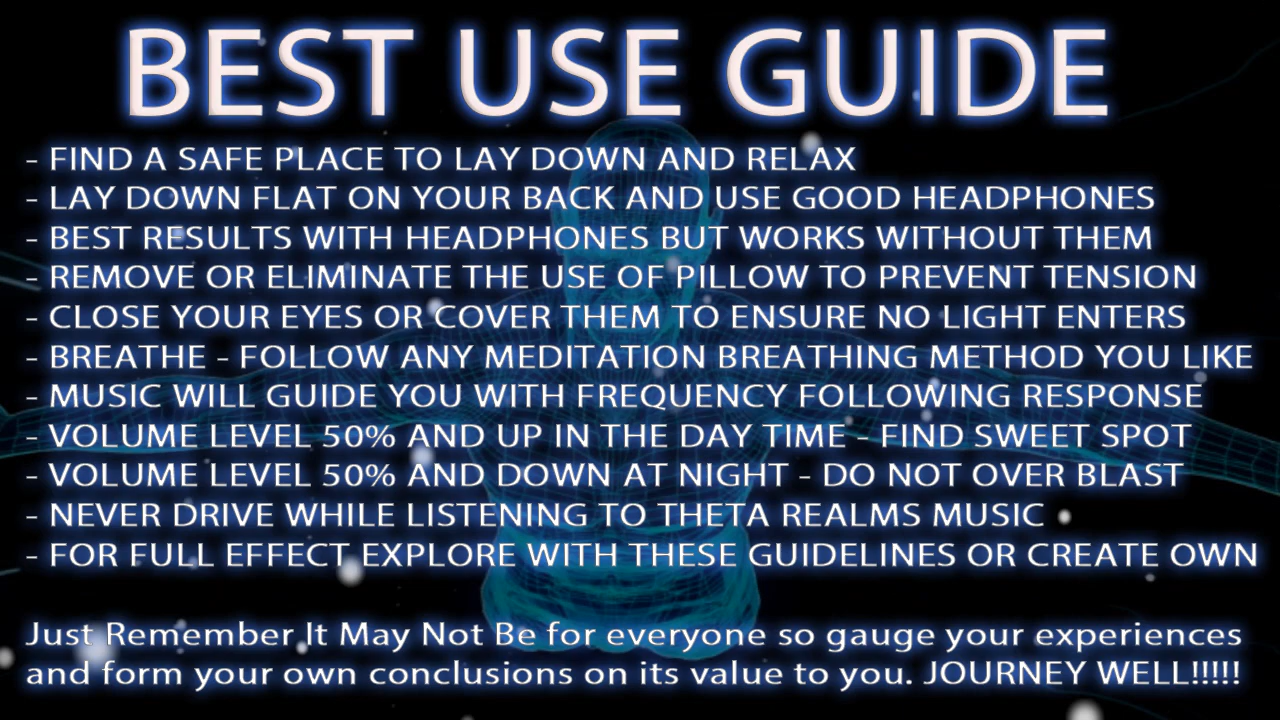 BEST USE GUIDE
- FIND A SAFE PLACE TO LAY DOWN AND RELAX
- LAY DOWN FLAT ON YOUR BACK AND USE GOOD HEADPHONES
- BEST RESULTS WITH HEADPHONES BUT WORKS WITHOUT THEM
- REMOVE OR ELIMINATE THE USE OF PILLOW TO PREVENT TENSION
- CLOSE YOUR EYES OR COVER THEM TO ENSURE NO LIGHT ENTERS
- BREATHE - FOLLOW ANY MEDITATION BREATHING METHOD YOU LIKE
- MUSIC WILL GUIDE YOU WITH FREQUENCY FOLLOWING RESPONSE
- VOLUME LEVEL 50% AND UP IN THE DAY TIME - FIND SWEET SPOT
- VOLUME LEVEL 50% AND DOWN AT NIGHT - DO NOT OVER BLAST
- NEVER DRIVE WHILE LISTENING TO THETA REALMS MUSIC
- FOR FULL EFFECT EXPLORE WITH THESE GUIDELINES OR CREATE OWN
Just Remember It May Not Be for everyone so gauge your experiences
and form your own conclusions on its value to you. JOURNEY WELL!!!!!